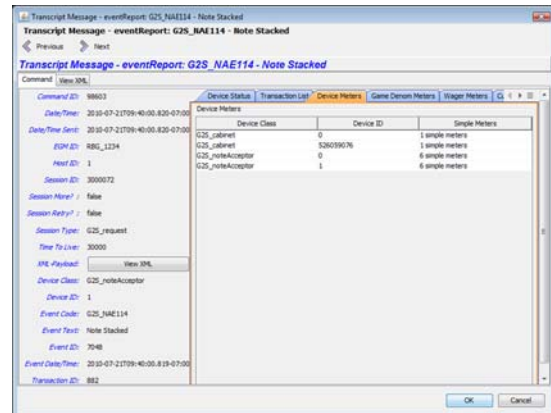 Transcript Message - eventReport: G2S_NAE114 - Note Stacked
Transcript Message - eventReport: G2S_NAE114 - Note Stacked
Previous Next
Transcript Message - eventReport: G2S_NAE114 - Note Stacked
Command View XML
Command ID: 98603
Date/Time: 2010-07-21T09:40:00.820-07:00
Date/Time Sent: 2010-07-21T09:40:00.820-07:00
EGM ID: RBG_1234
Host ID: 1
Session ID: 3000072
Session More? : false
Session Retry? : false
Session Type: G2S_request
Time To Live: 30000
XML Payload: View XML
Device Class: G2S_noteAcceptor
Device ID: 1
Event Code: G2S_NAE114
Event Text: Note Stacked
Event ID: 7048
Event Date/Time: 2010-07-21T09:40:00.819-07:00
Transaction ID: 882
Device Status Transaction List Device Meters Game Denom Meters Wager Meters
Device Meters
Device Class Device ID Simple Meters
G2S_cabinet 0 1 simple meters
G2S_cabinet 526059076 1 simple meters
G2S_noteAcceptor 0 6 simple meters
G2S_noteAcceptor 1 6 simple meters
OK Cancel